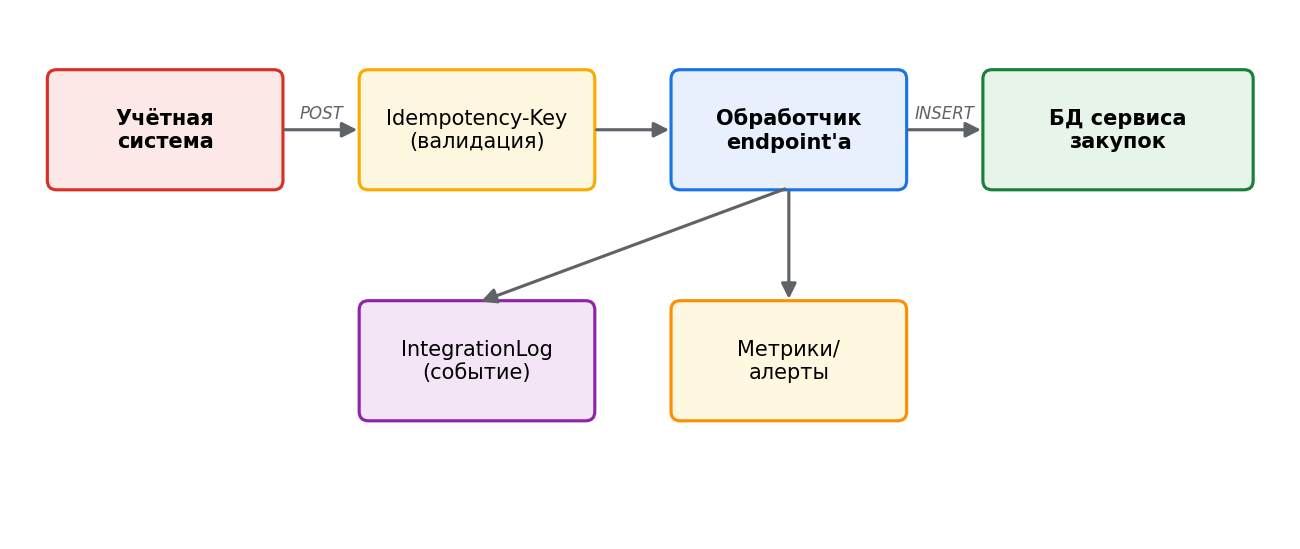 Учётная
система
POST
Idempotency-Key
(валидация)
Обработчик
endpoint'а
INSERT
БД сервиса
закупок
IntegrationLog
(событие)
Метрики/
алерты